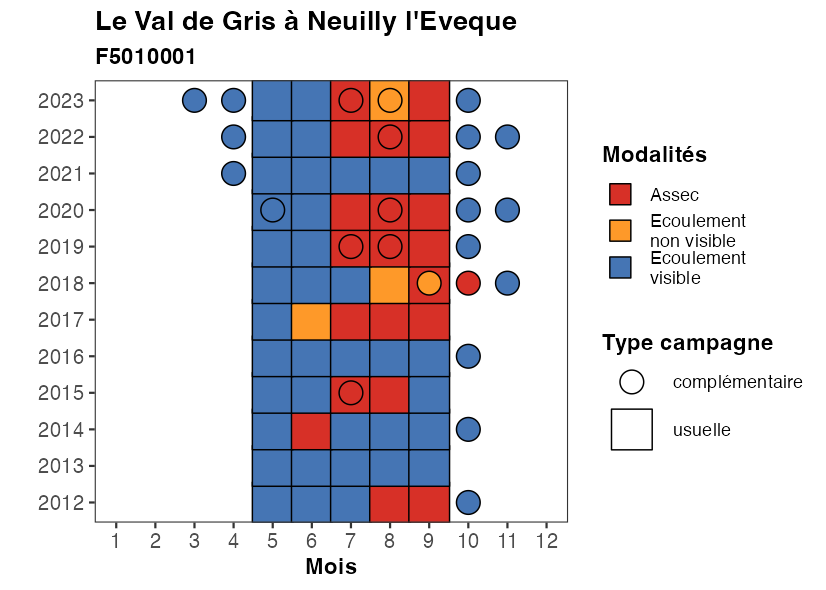 Le Val de Gris à Neuilly l'Eveque
F5010001
2023
2022
2021
2020
2019
2018
2017
2016
2015
2014
2013
2012
1 2 3 4 5 6 7 8 9 10 11 12
Mois
Modalités
Assec
Ecoulement
non visible
Ecoulement
visible
Type campagne
complémentaire
usuelle